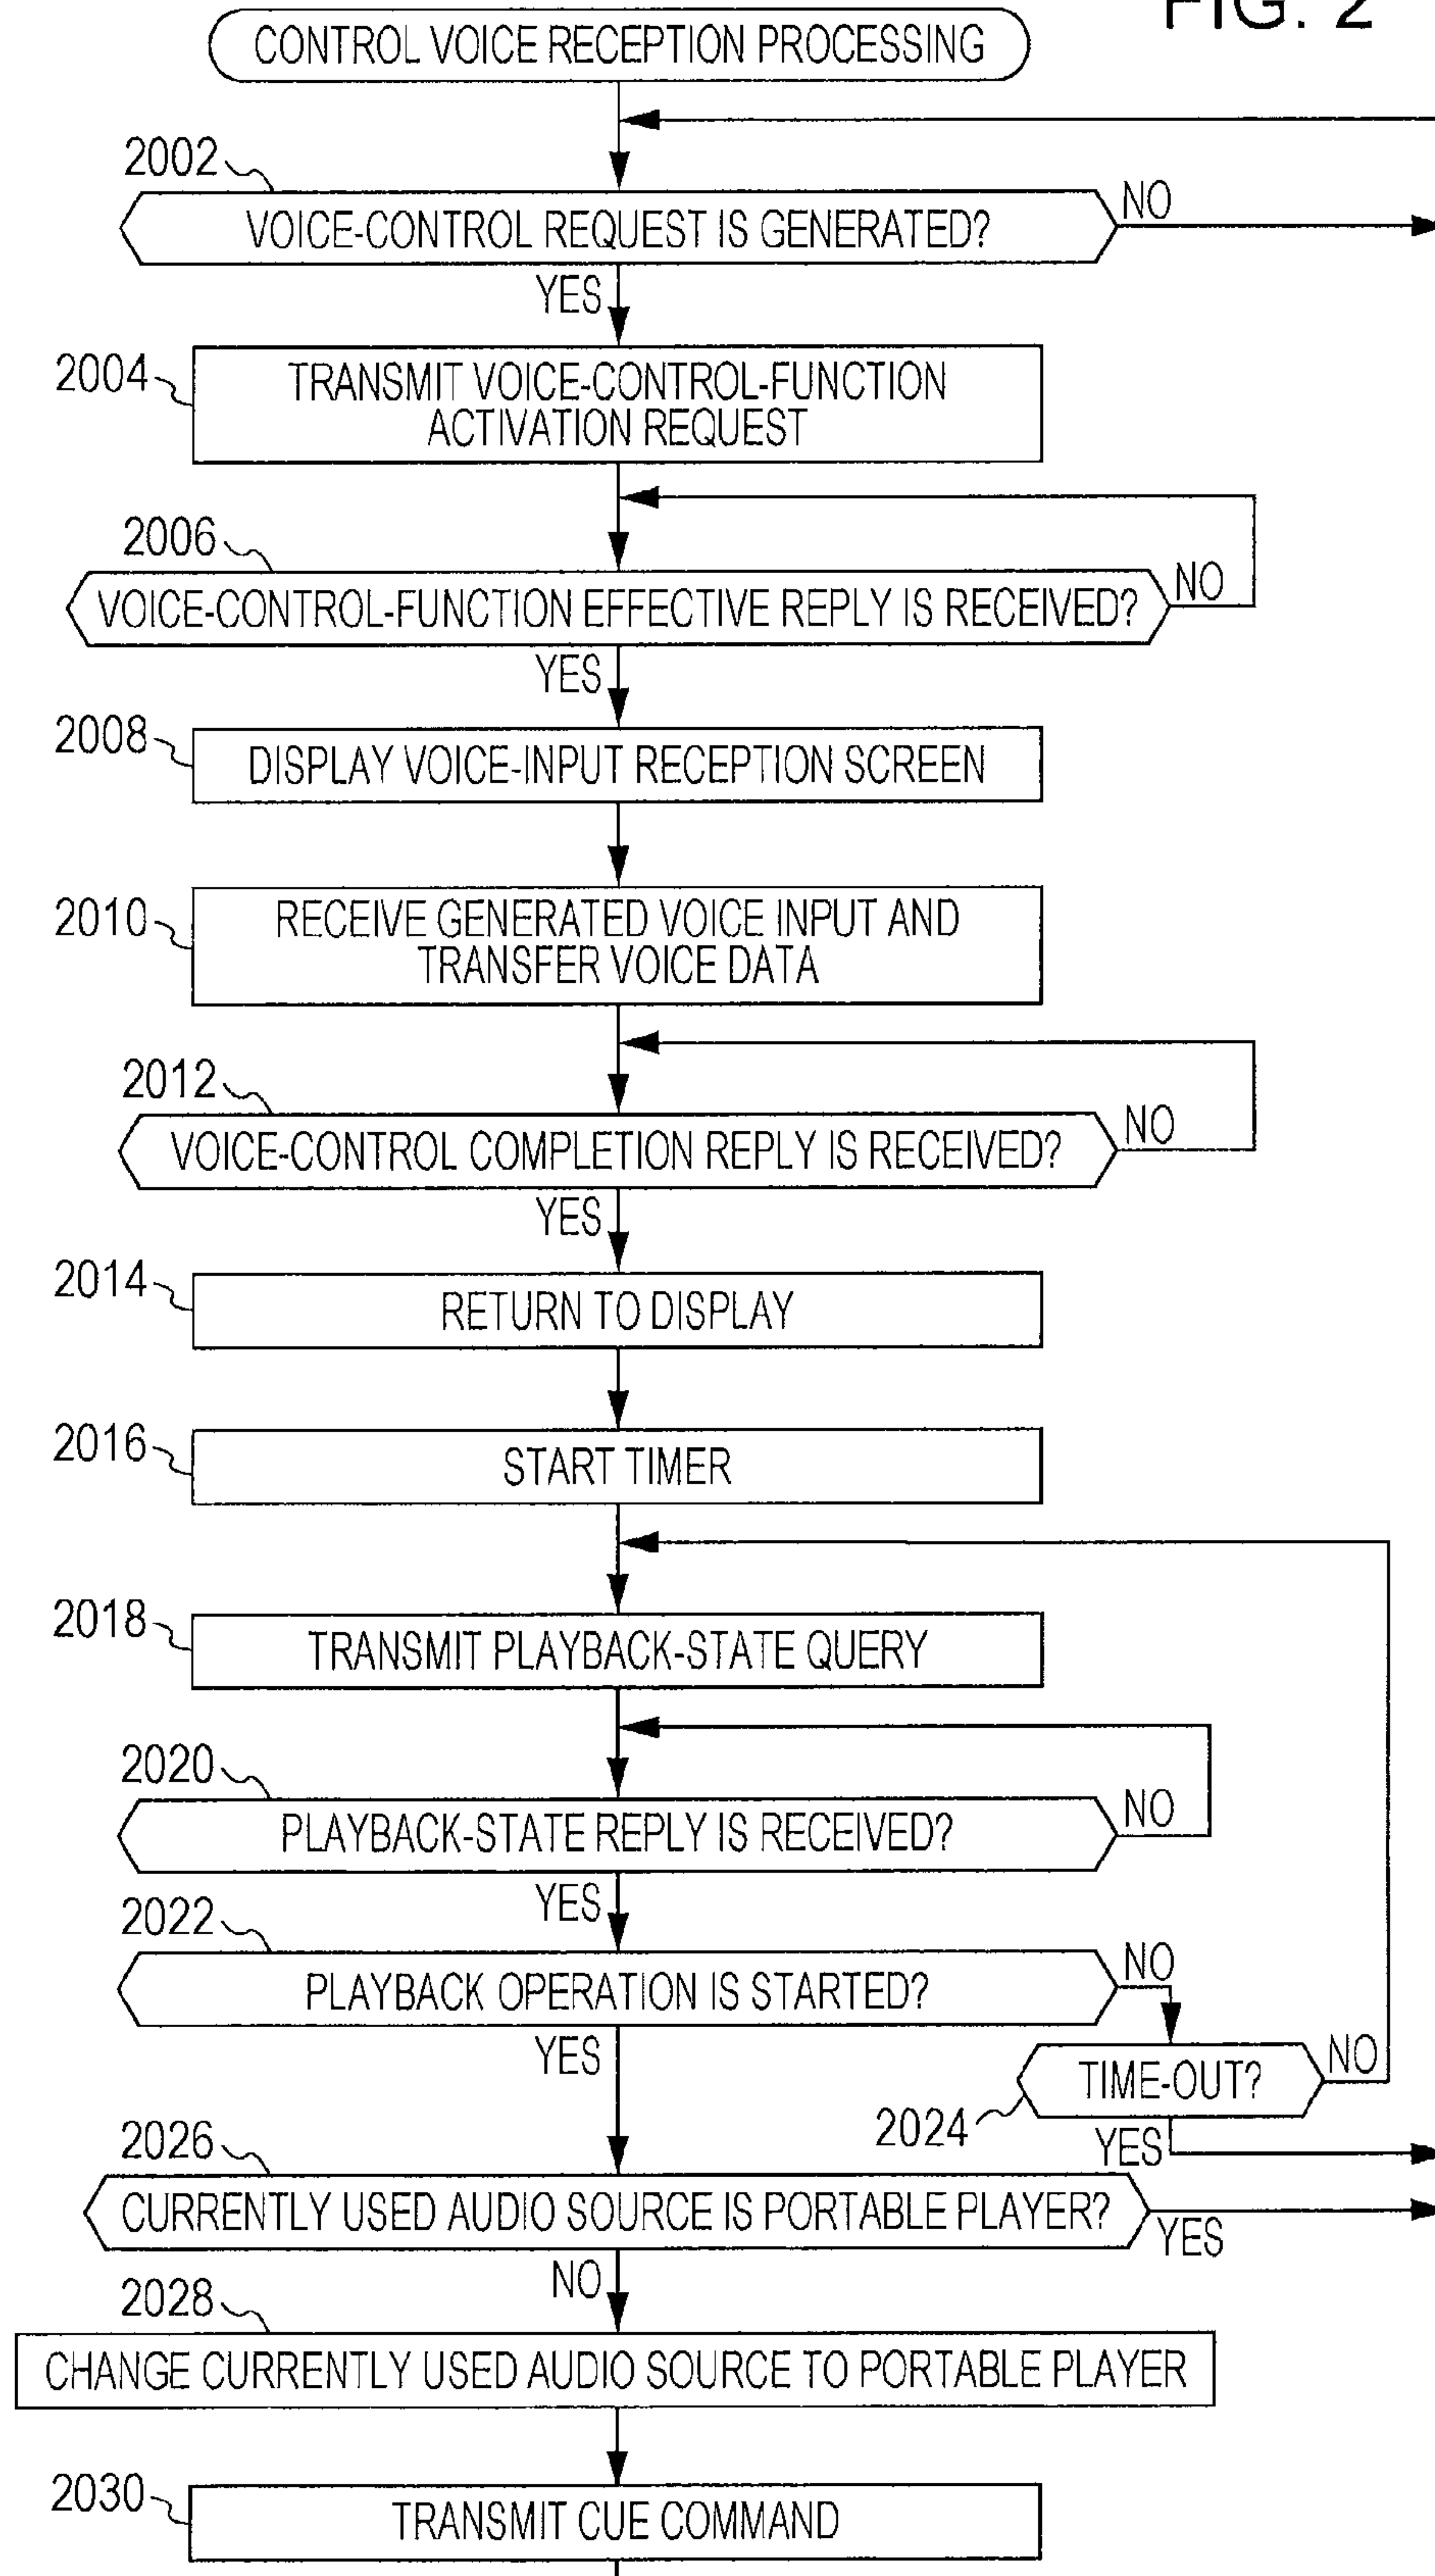 FIG. 2
CONTROL VOICE RECEPTION PROCESSING
2002
VOICE-CONTROL REQUEST IS GENERATED?
NO
YES
2004
TRANSMIT VOICE-CONTROL-FUNCTION
ACTIVATION REQUEST
2006
VOICE-CONTROL-FUNCTION EFFECTIVE REPLY IS RECEIVED?
NO
YES
2008
DISPLAY VOICE-INPUT RECEPTION SCREEN
2010
RECEIVE GENERATED VOICE INPUT AND
TRANSFER VOICE DATA
2012
VOICE-CONTROL COMPLETION REPLY IS RECEIVED?
NO
YES
2014
RETURN TO DISPLAY
2016
START TIMER
2018
TRANSMIT PLAYBACK-STATE QUERY
2020
PLAYBACK-STATE REPLY IS RECEIVED?
NO
YES
2022
PLAYBACK OPERATION IS STARTED?
NO
YES
TIME-OUT?
NO
2024
YES
2026
CURRENTLY USED AUDIO SOURCE IS PORTABLE PLAYER?
YES
NO
2028
CHANGE CURRENTLY USED AUDIO SOURCE TO PORTABLE PLAYER
2030
TRANSMIT CUE COMMAND